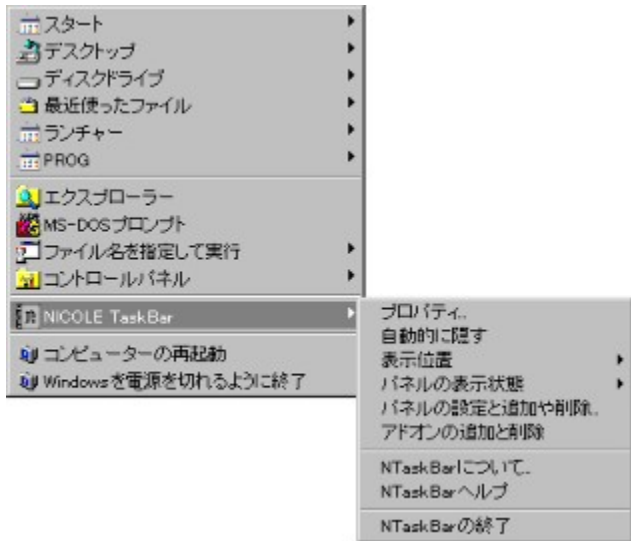 スタート
デスクトップ
ディスクドライブ
最近使ったファイル
ランチャー
PROG
エクスプローラー
MS-DOSプロンプト
ファイル名を指定して実行
コントロールパネル
NICOLE TaskBar
コンピューターの再起動
Windowsを電源を切れるように終了
プロパティ..
自動的に隠す
表示位置
パネルの表示状態
パネルの設定と追加や削除..
アドオンの追加と削除
NTaskBarについて..
NTaskBarヘルプ
NTaskBarの終了